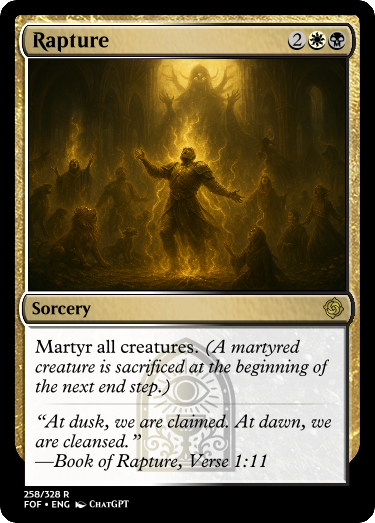 Rapture 2
Sorcery
Martyr all creatures. (A martyred
creature is sacrificed at the beginning of
the next end step.)
“At dusk, we are claimed. At dawn, we
are cleansed.”
—Book of Rapture, Verse 1:11
258/328 R
FOF • ENG ChatGPT